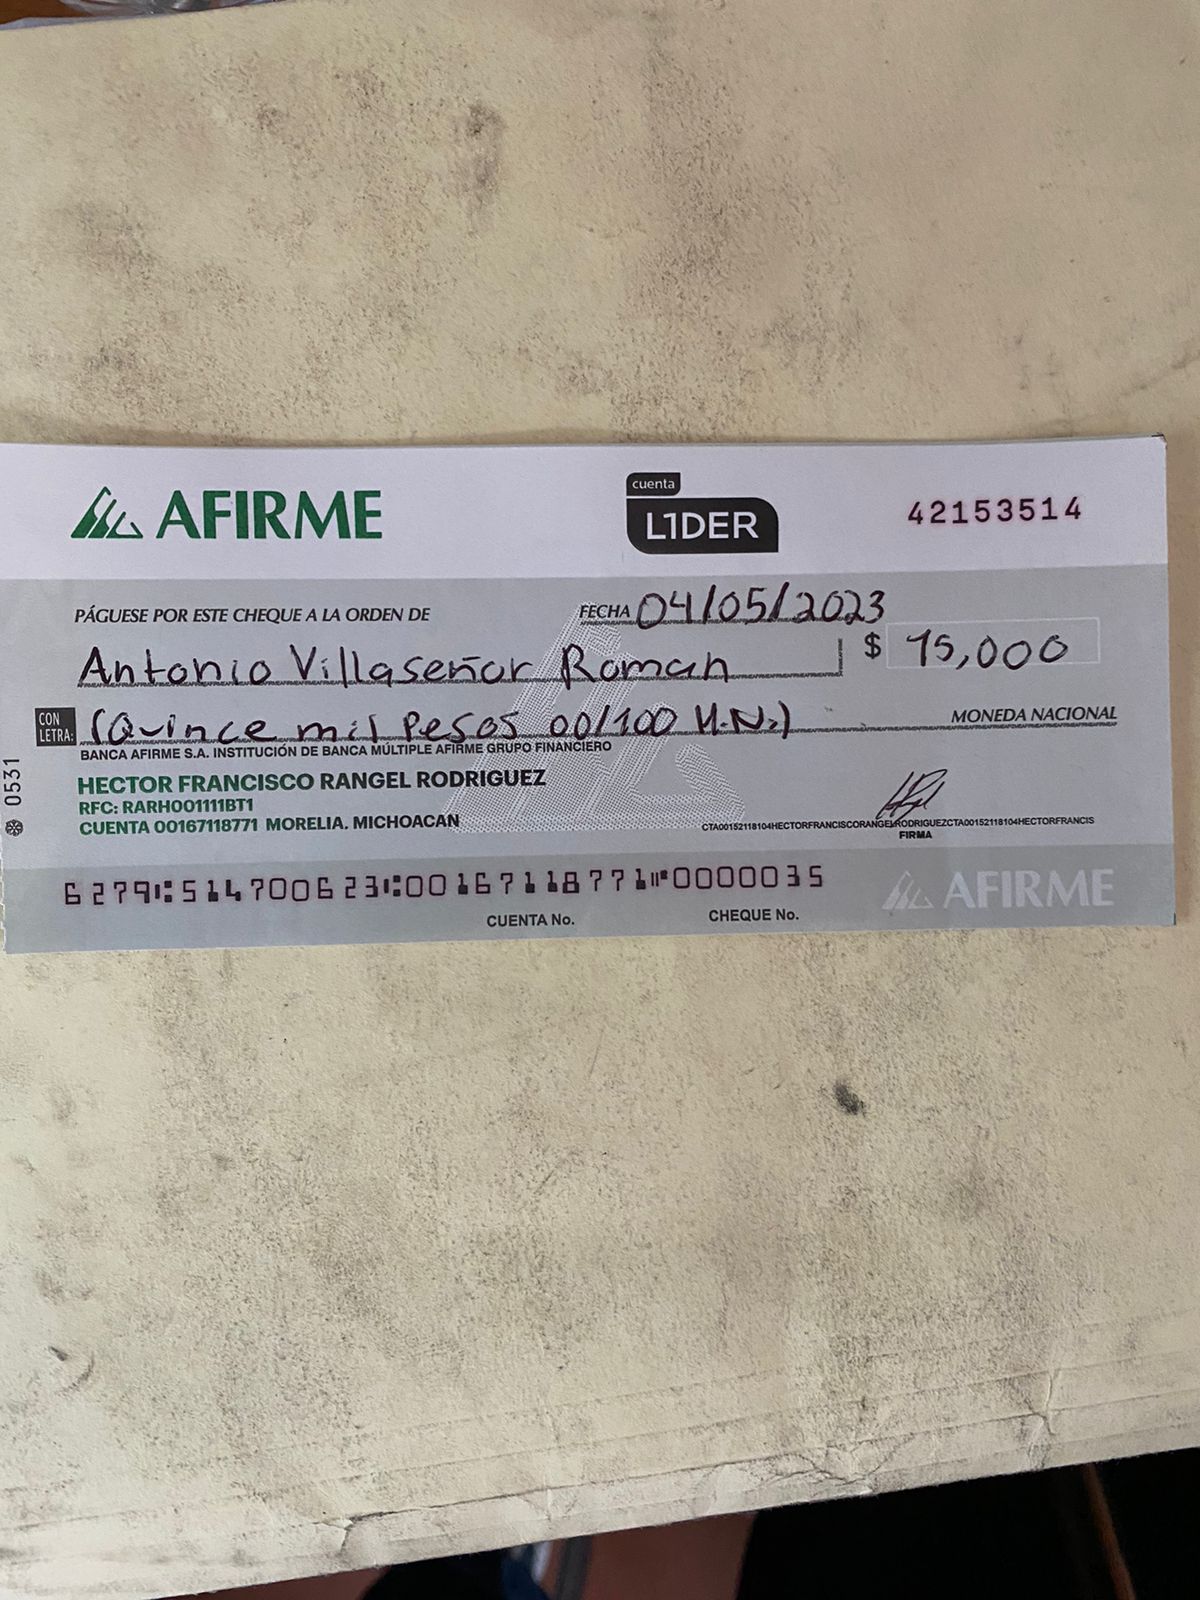 AFIRME
cuenta
L1DER
42153514
PÁGUESE POR ESTE CHEQUE A LA ORDEN DE
FECHA 04/05/2023
Antonio Villaseñor Roman $ 15,000
CON LETRA: (Quince mil pesos 00/100 M.N.) MONEDA NACIONAL
BANCA AFIRME S.A. INSTITUCIÓN DE BANCA MÚLTIPLE AFIRME GRUPO FINANCIERO
HECTOR FRANCISCO RANGEL RODRIGUEZ
RFC: RARH001111BT1
CUENTA 00167118771 MORELIA. MICHOACAN
0531
CTA00152118104HECTORFRANCISCORANGELRODRIGUEZCTA00152118104HECTORFRANCIS
FIRMA
6279⑆514700623⑆00167118771⑈0000035
AFIRME
CUENTA No.
CHEQUE No.